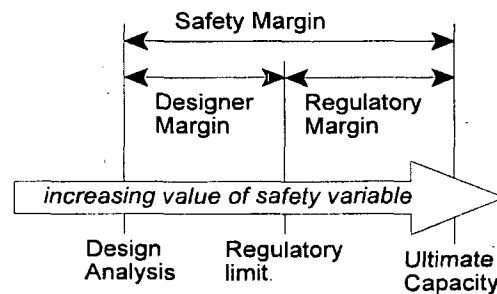 Safety Margin
Designer Regulatory
Margin Margin
increasing value of safety variable
Design Regulatory Ultimate
Analysis limit. Capacity